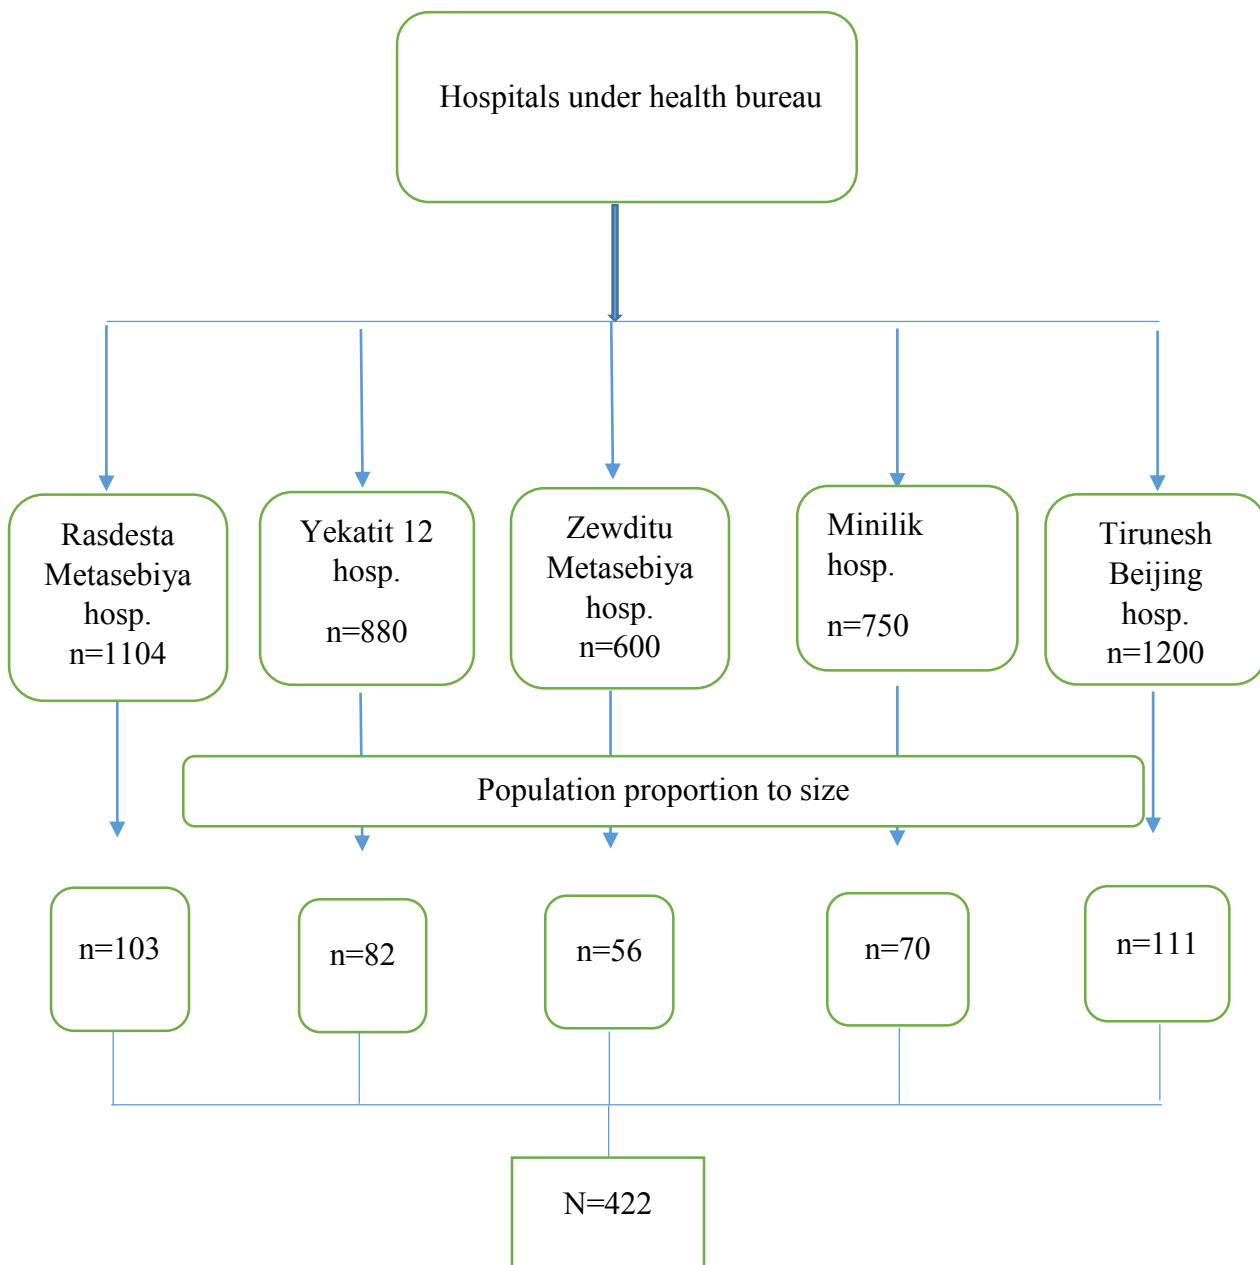 Hospitals under health bureau
Rasdesta
Metasebiya
hosp.
n=1104
Yekatit 12
hosp.
n=880
Zewditu
Metasebiya
hosp.
n=600
Minilik
hosp.
n=750
Tirunesh
Beijing
hosp.
n=1200
Population proportion to size
n=103
n=82
n=56
n=70
n=111
N=422